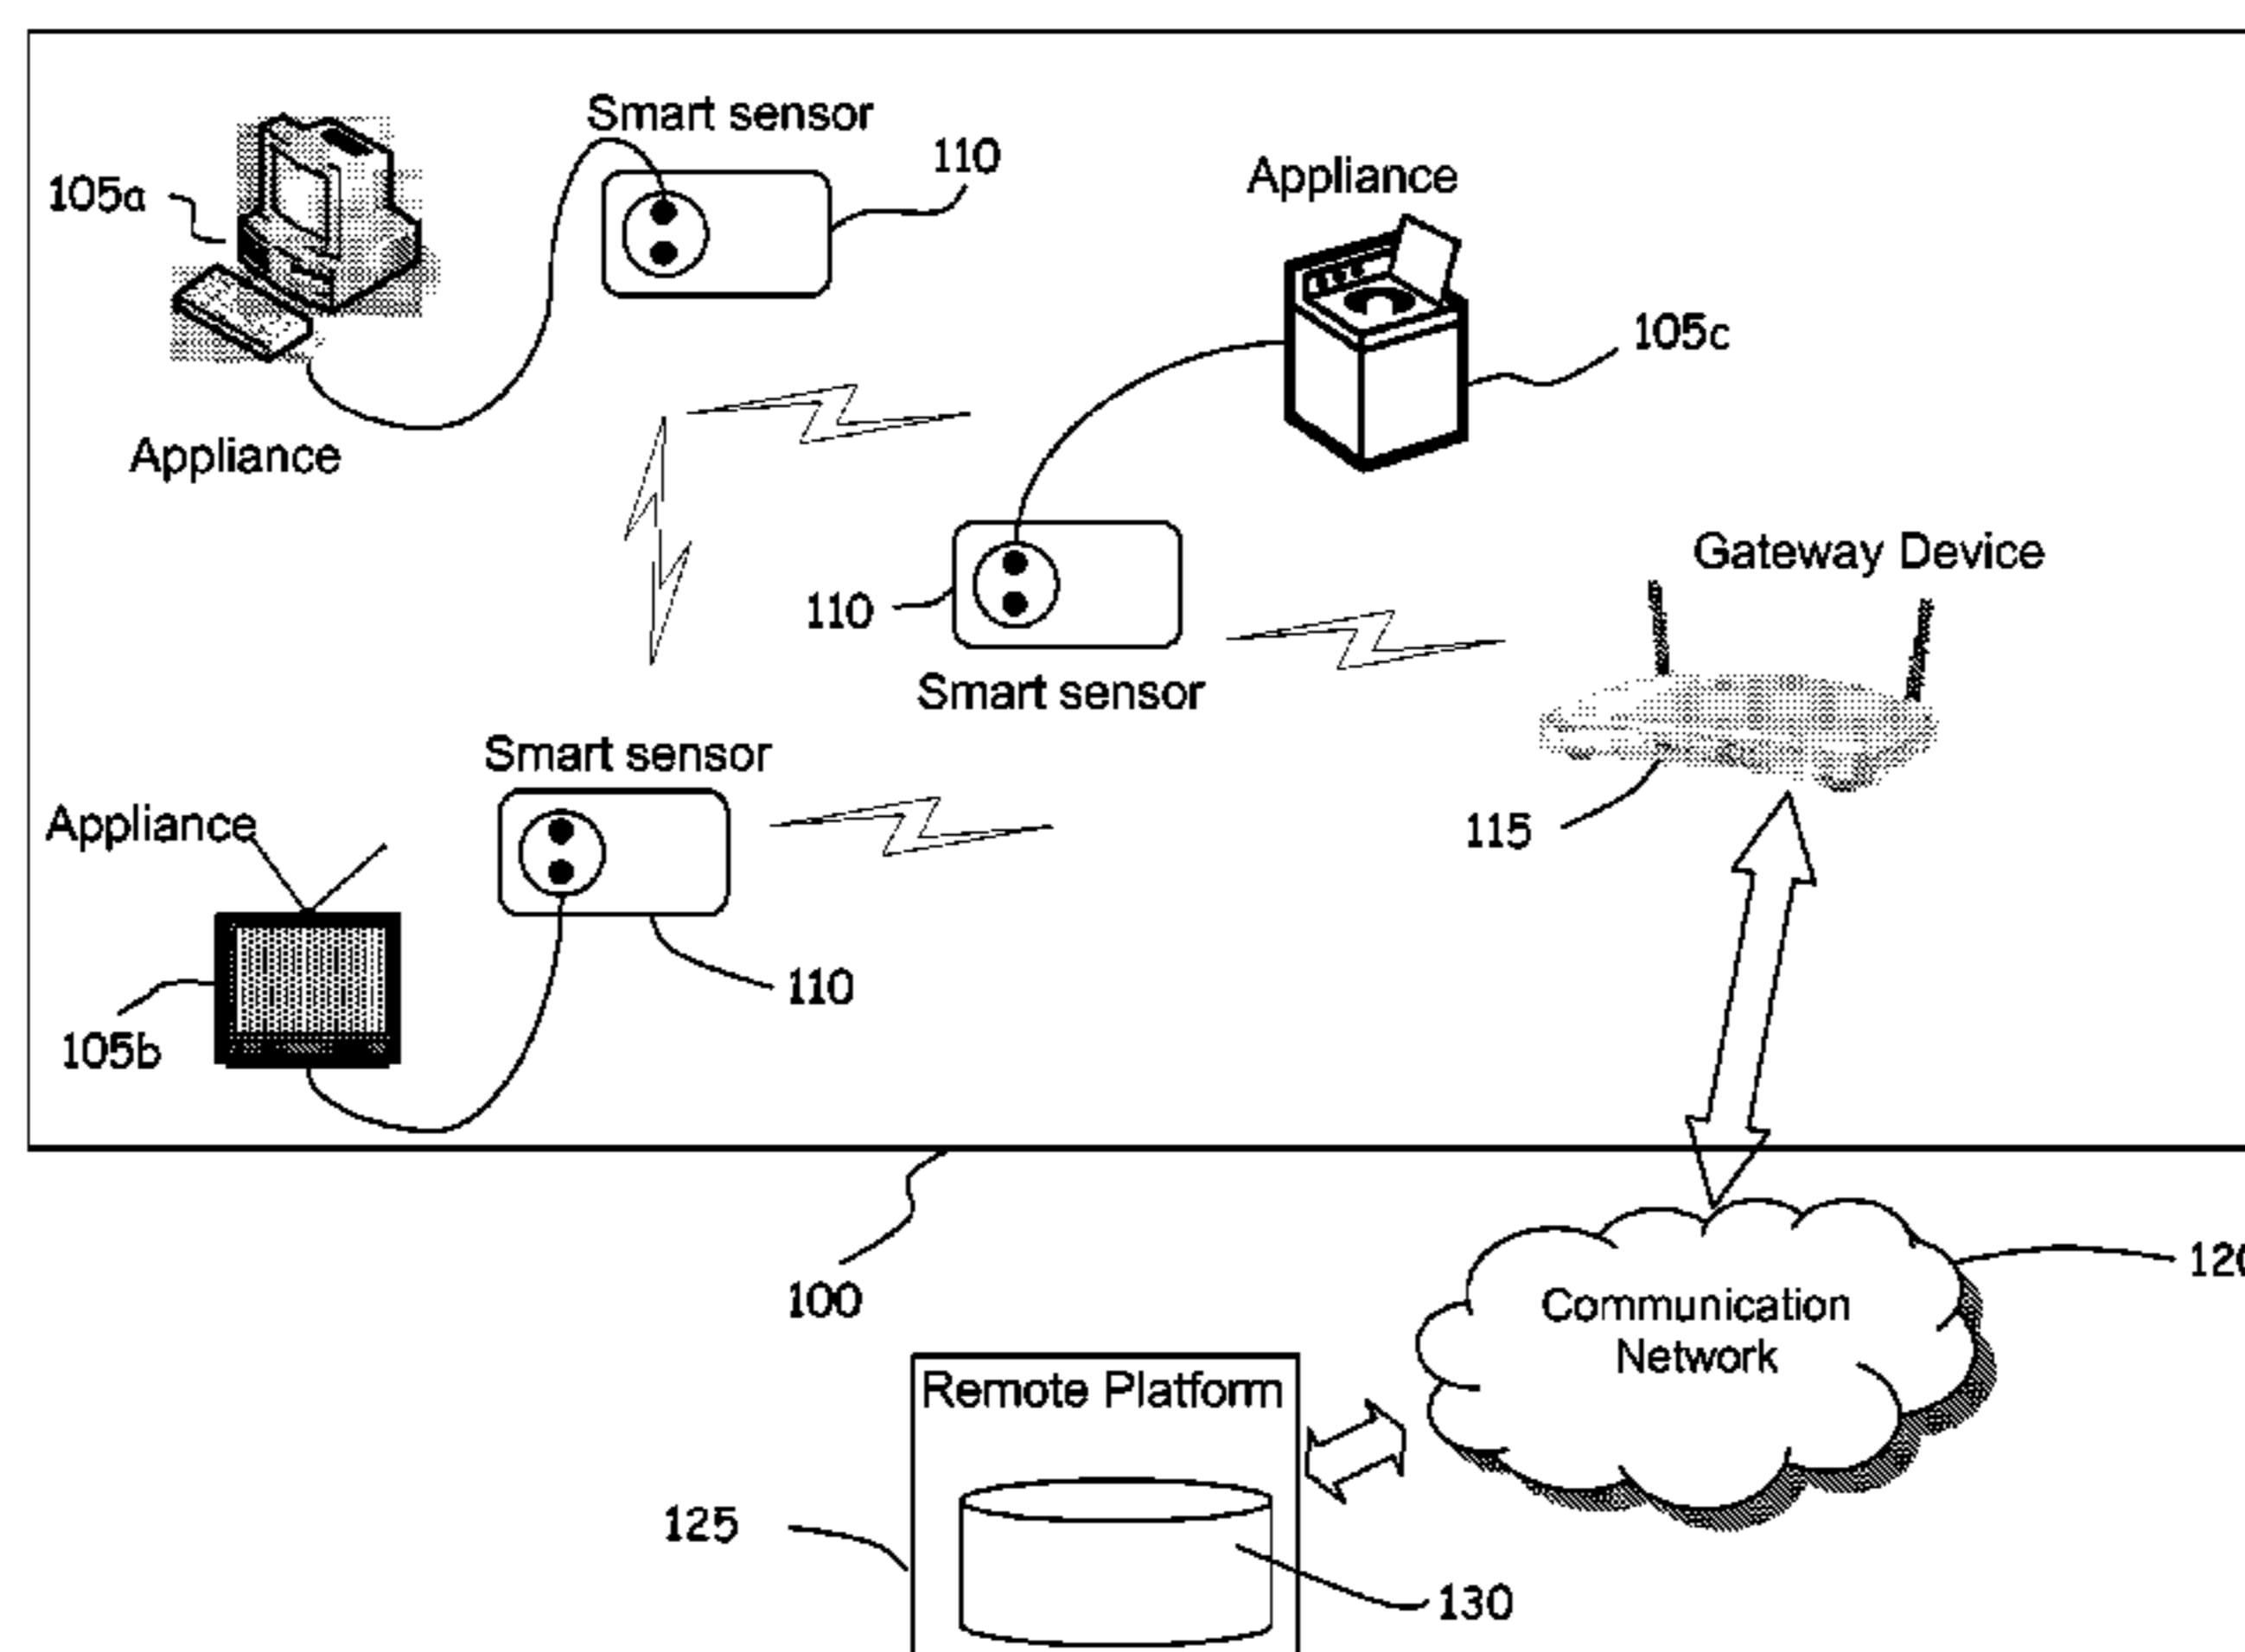 Smart sensor
110
105a
Appliance
105c
Appliance
Gateway Device
110
Smart sensor
Smart sensor
Appliance
115
110
105b
100
Communication
Network
Remote Platform
125
130